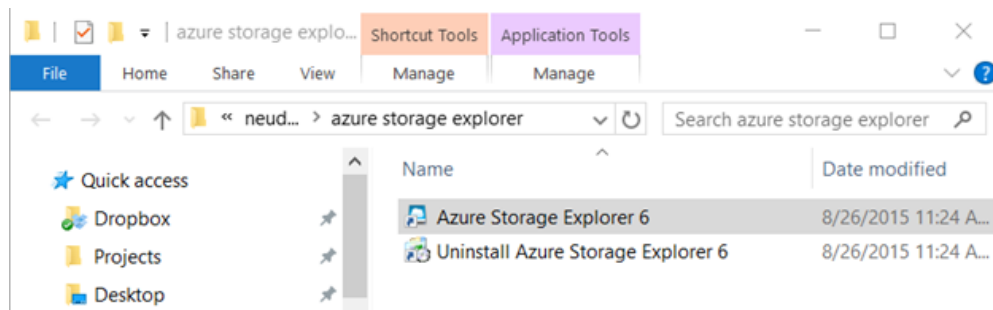 azure storage explo... Shortcut Tools Application Tools
File Home Share View Manage Manage ?
« neud... > azure storage explorer Search azure storage explorer
Quick access
Name Date modified
Dropbox
Azure Storage Explorer 6 8/26/2015 11:24 A...
Projects
Uninstall Azure Storage Explorer 6 8/26/2015 11:24 A...
Desktop